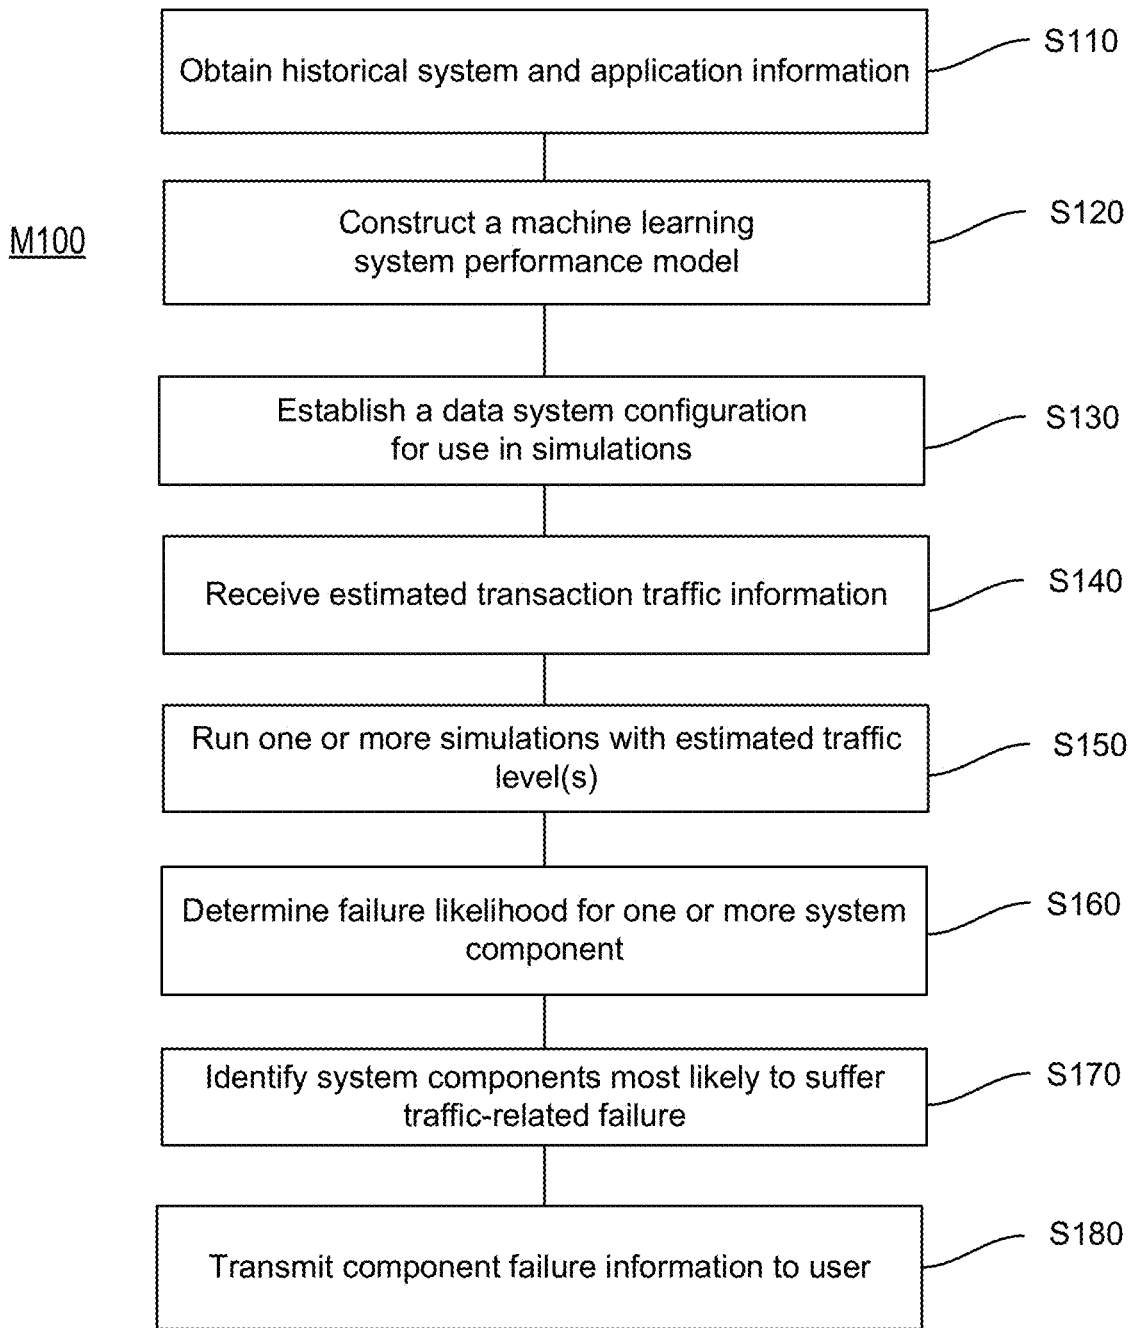 Obtain historical system and application information
S110
M100
Construct a machine learning
system performance model
S120
Establish a data system configuration
for use in simulations
S130
Receive estimated transaction traffic information
S140
Run one or more simulations with estimated traffic
level(s)
S150
Determine failure likelihood for one or more system
component
S160
Identify system components most likely to suffer
traffic-related failure
S170
Transmit component failure information to user
S180